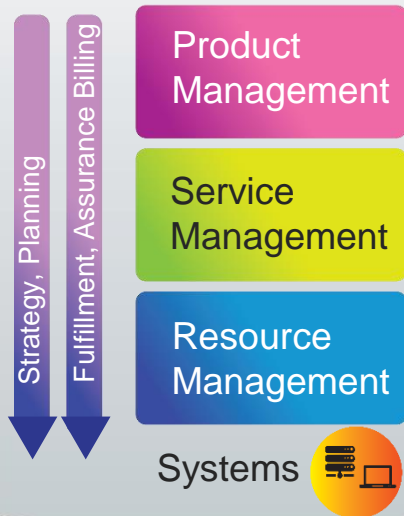 Strategy, Planning
Fulfillment, Assurance Billing
Product
Management
Service
Management
Resource
Management
Systems